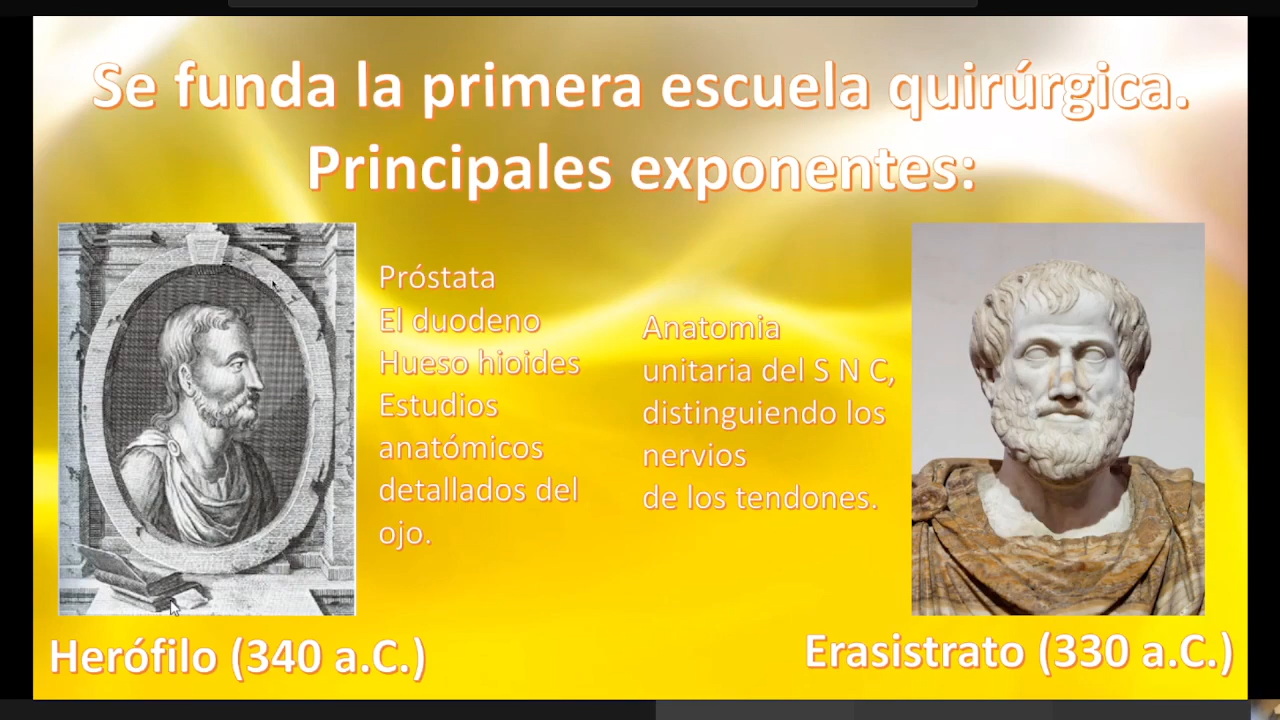 Se funda la primera escuela quirúrgica.
Principales exponentes:
Próstata
El duodeno
Hueso hioides
Estudios
anatómicos
detallados del
ojo.
Anatomia
unitaria del S N C,
distinguiendo los
nervios
de los tendones.
Herófilo (340 a.C.)
Erasistrato (330 a.C.)